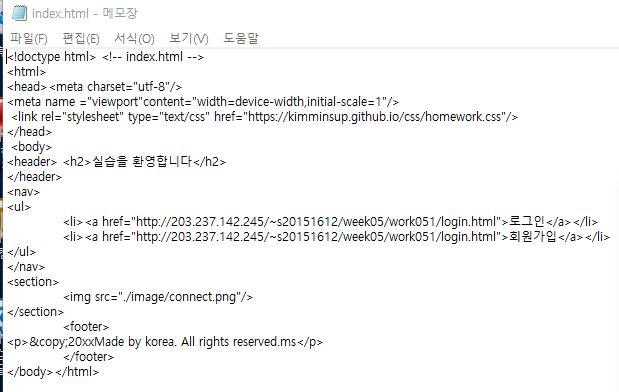 index.html - 메모장
파일(F) 편집(E) 서식(O) 보기(V) 도움말
<!doctype html> <!-- index.html -->
<html>
<head><meta charset="utf-8"/>
<meta name ="viewport"content="width=device-width,initial-scale=1"/>
<link rel="stylesheet" type="text/css" href="https://kimminsup.github.io/css/homework.css"/>
</head>
<body>
<header> <h2>실습을 환영합니다</h2>
</header>
<nav>
<ul>
<li><a href="http://203.237.142.245/~s20151612/week05/work051/login.html">로그인</a></li>
<li><a href="http://203.237.142.245/~s20151612/week05/work051/login.html">회원가입</a></li>
</ul>
</nav>
<section>
<img src="./image/connect.png"/>
</section>
<footer>
<p>&copy;20xxMade by korea. All rights reserved.ms</p>
</footer>
</body></html>